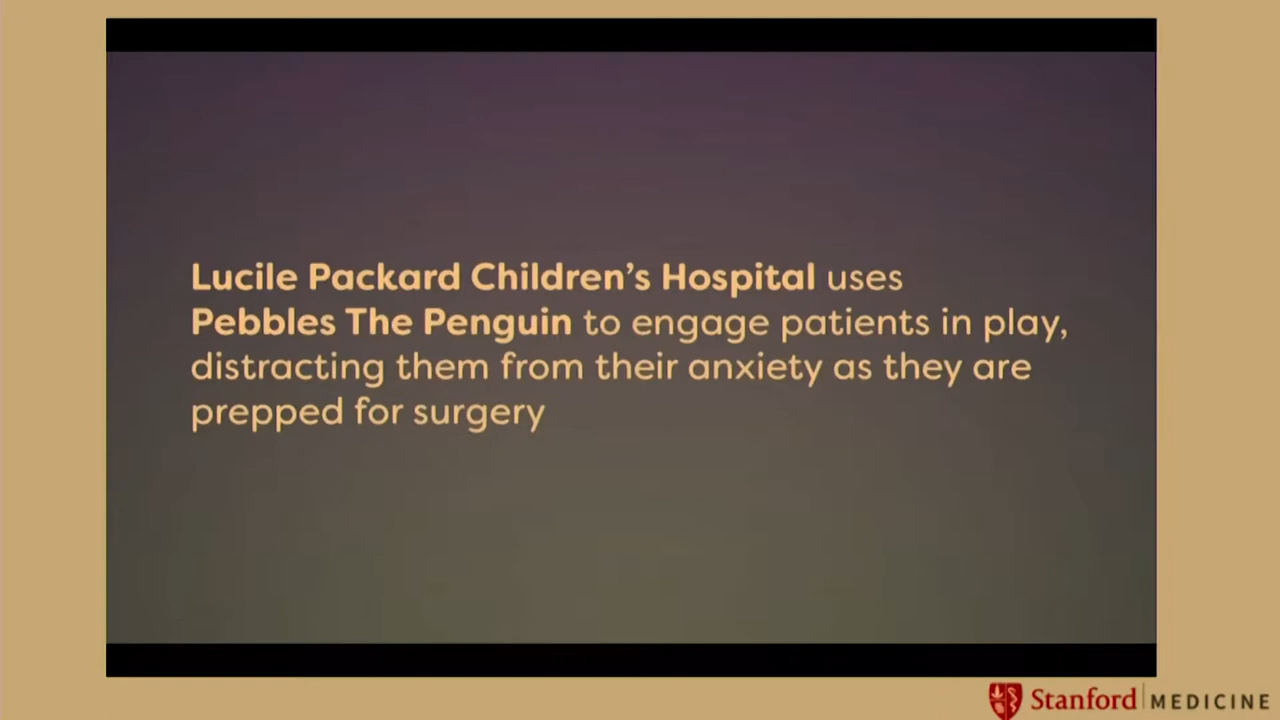 Lucile Packard Children’s Hospital uses
Pebbles The Penguin to engage patients in play,
distracting them from their anxiety as they are
prepped for surgery
Stanford MEDICINE